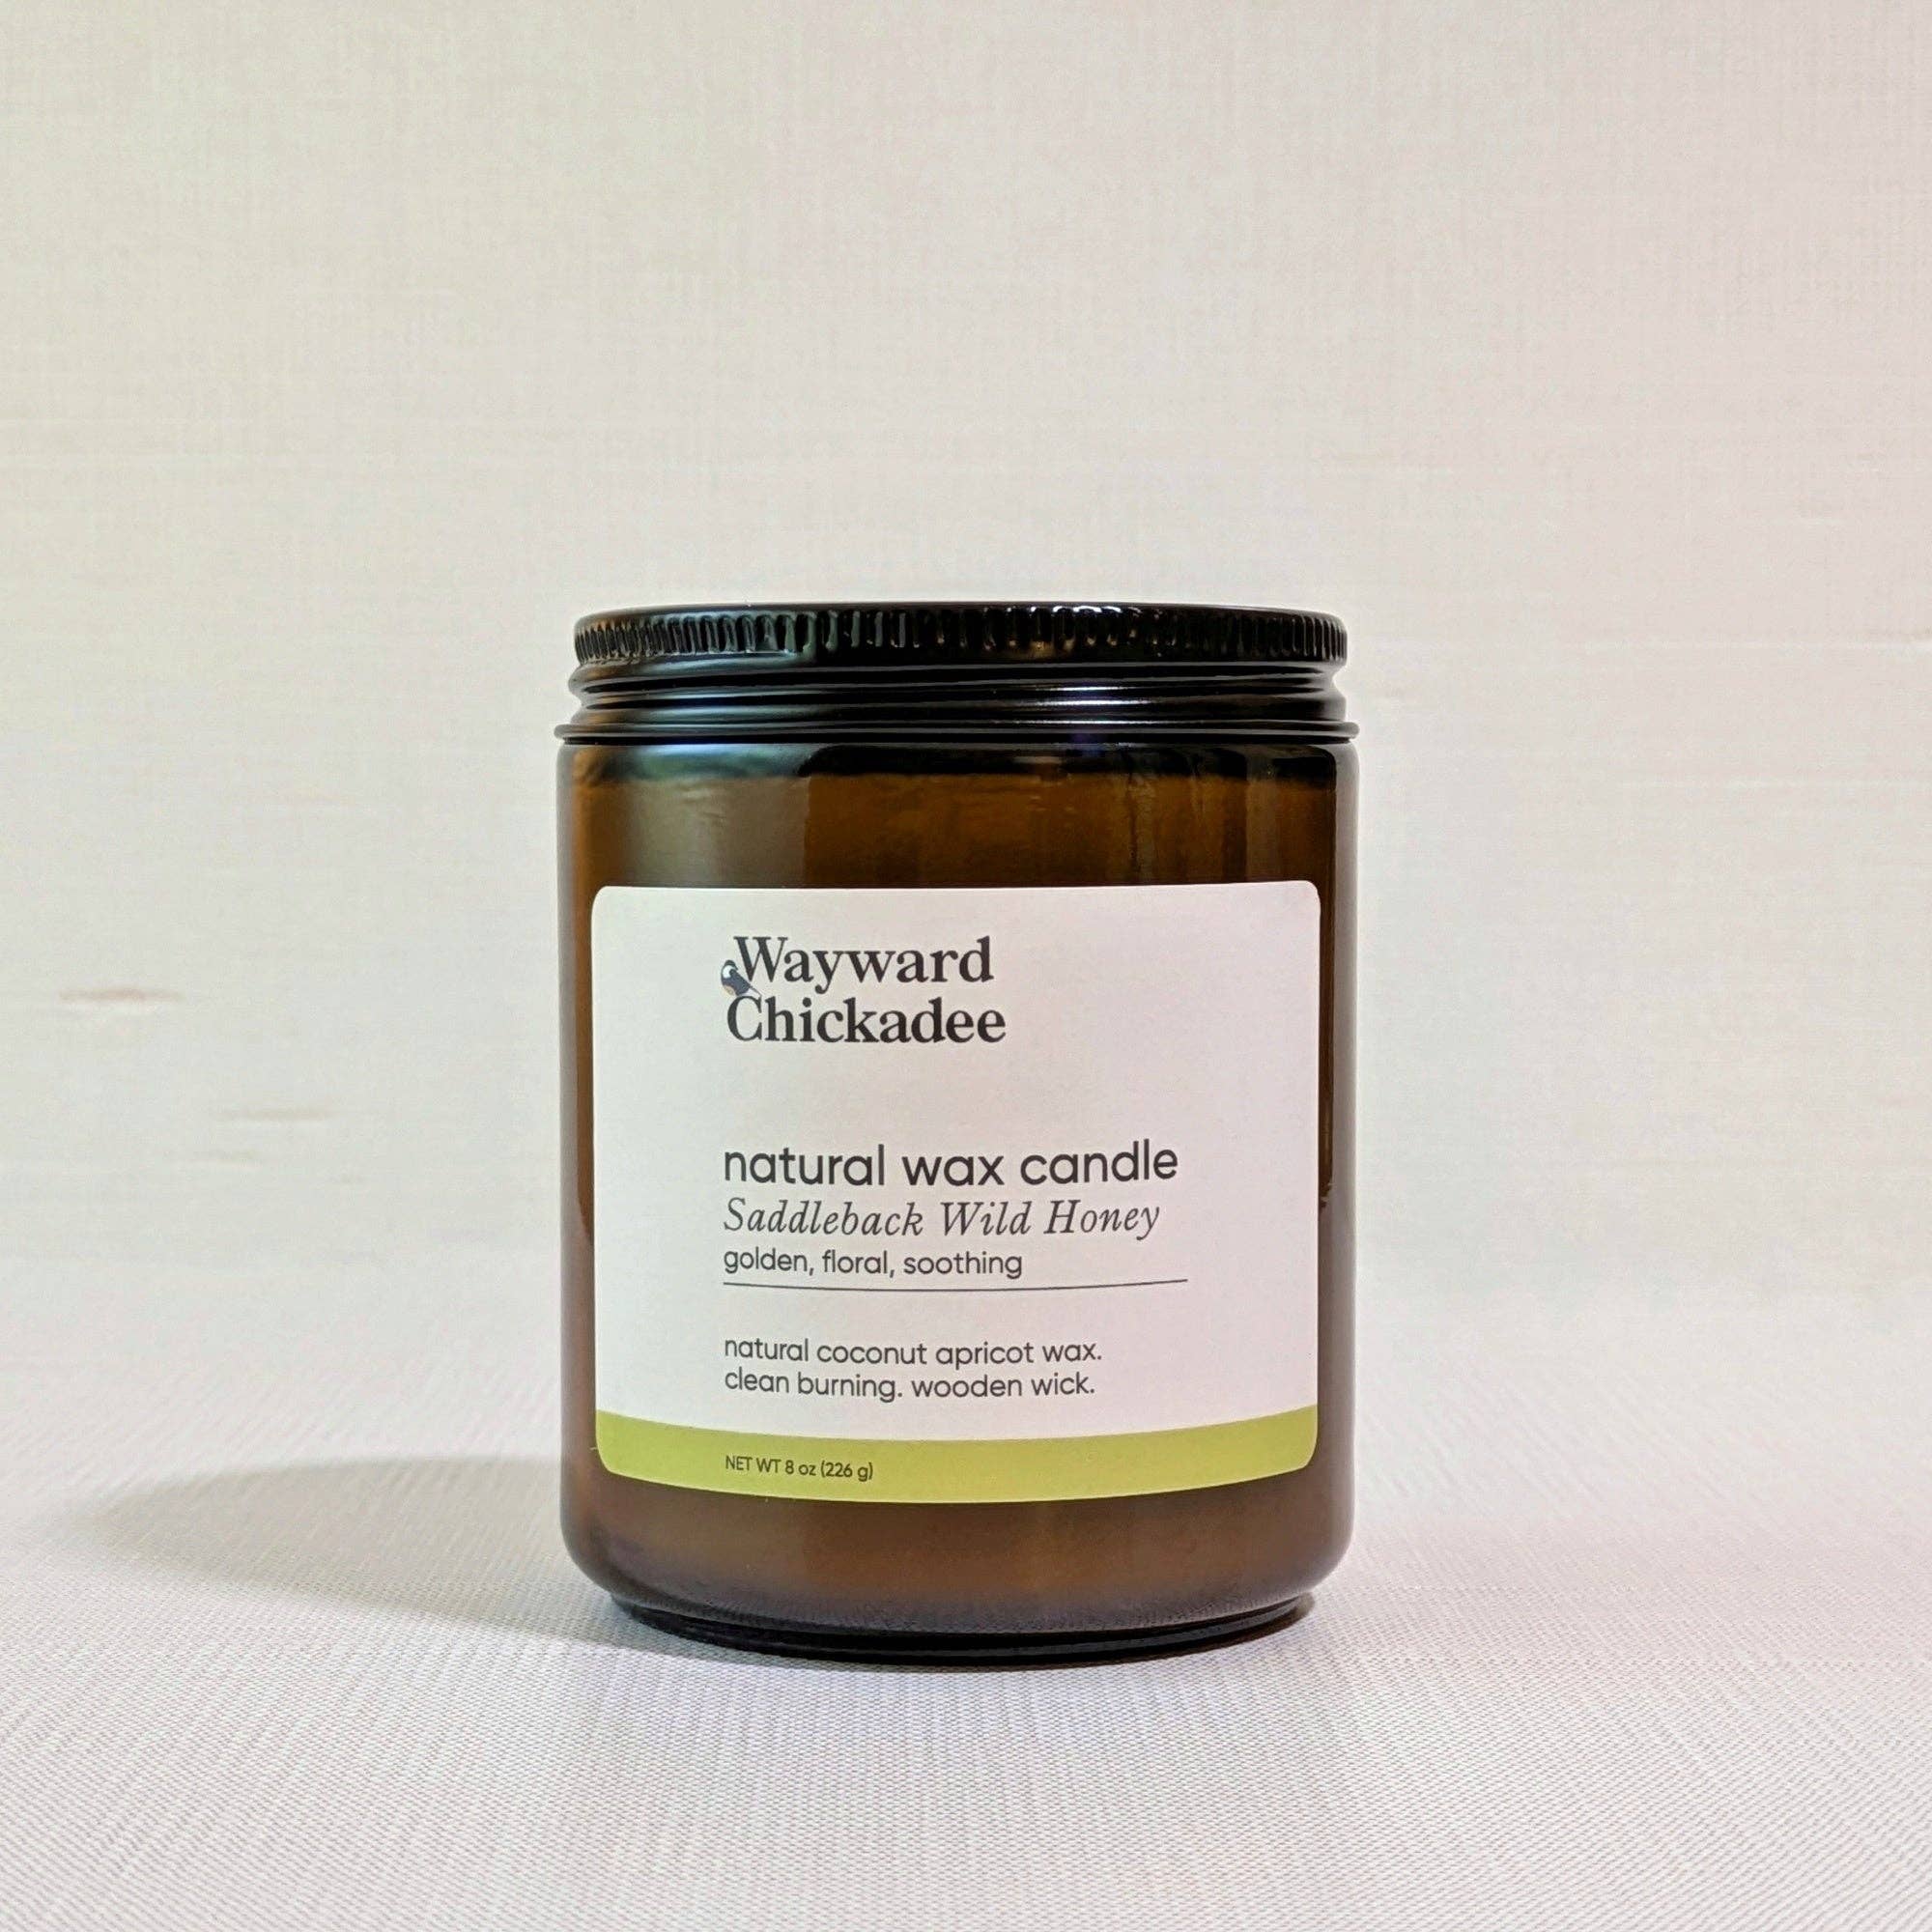 Wayward
Chickadee
natural wax candle
Saddleback Wild Honey
golden, floral, soothing
natural coconut apricot wax.
clean burning. wooden wick.
NET WT 8 oz (226 g)